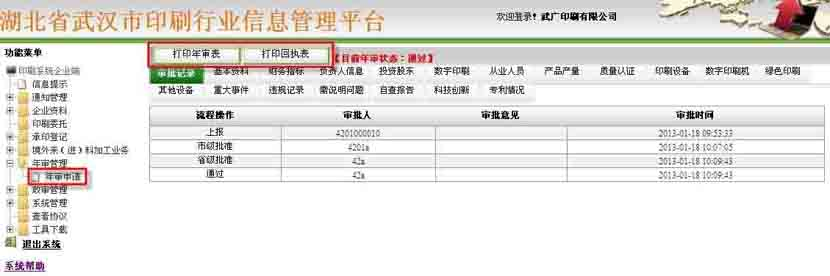 湖北省武汉市印刷行业信息管理平台
欢迎登录！武广印刷有限公司
功能菜单
印刷系统企业端
信息提示
通知管理
企业资料
印刷委托
承印登记
境外来（进）料加工业务
年审管理
年审申请
政审管理
系统管理
查看协议
工具下载
退出系统
系统帮助
打印年审表 打印回执表 【目前年审状态：通过】
审批记录 基本资料 财务指标 负责人信息 投资股东 数字印刷 从业人员 产品产量 质量认证 印刷设备 数字印刷机 绿色印刷
其他设备 重大事件 违规记录 需说明问题 自查报告 科技创新 专利情况
流程操作 审批人 审批意见 审批时间
上报 4201000010 2013-01-18 09:53:33
市级批准 4201a 2013-01-18 10:07:05
省级批准 42a 2013-01-18 10:09:43
通过 42a 2013-01-18 10:09:43